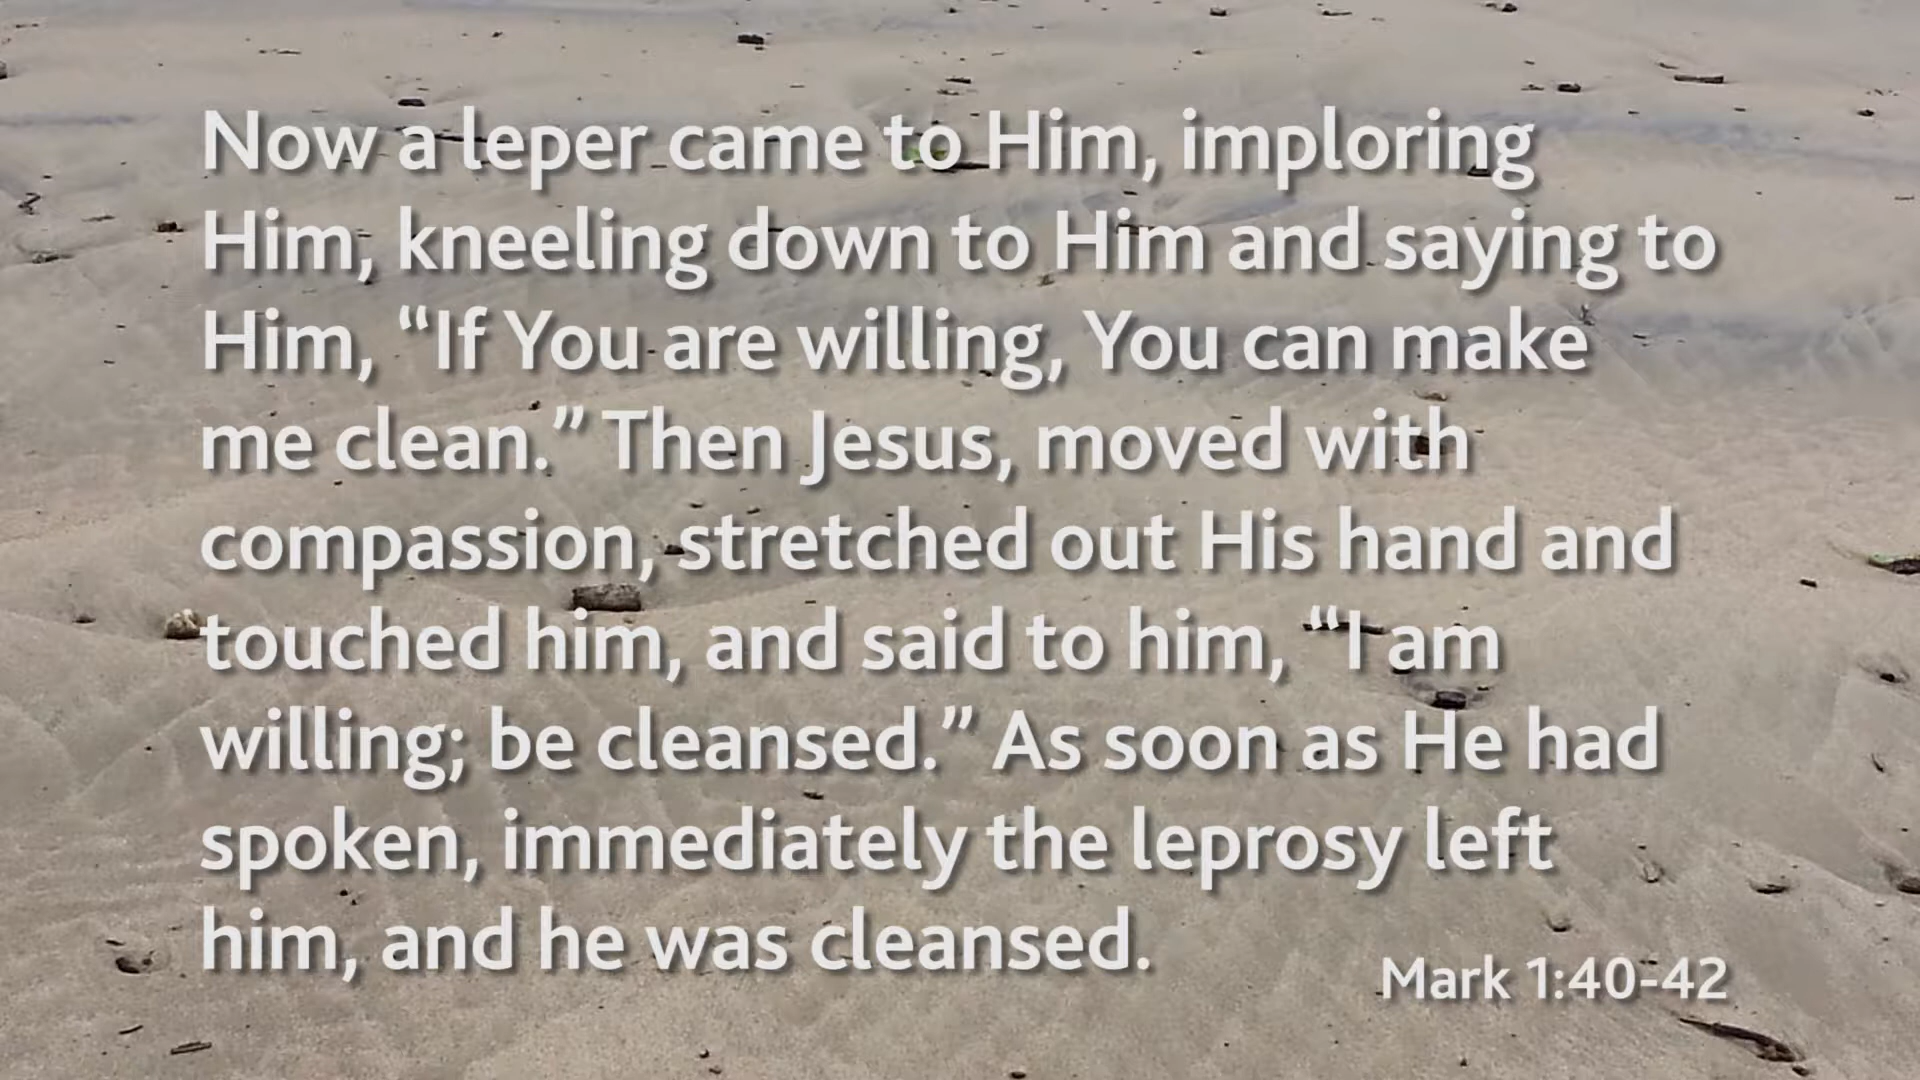 Now a leper came to Him, imploring
Him, kneeling down to Him and saying to
Him, “If You are willing, You can make
me clean.” Then Jesus, moved with
compassion, stretched out His hand and
touched him, and said to him, “I am
willing; be cleansed.” As soon as He had
spoken, immediately the leprosy left
him, and he was cleansed.
Mark 1:40-42